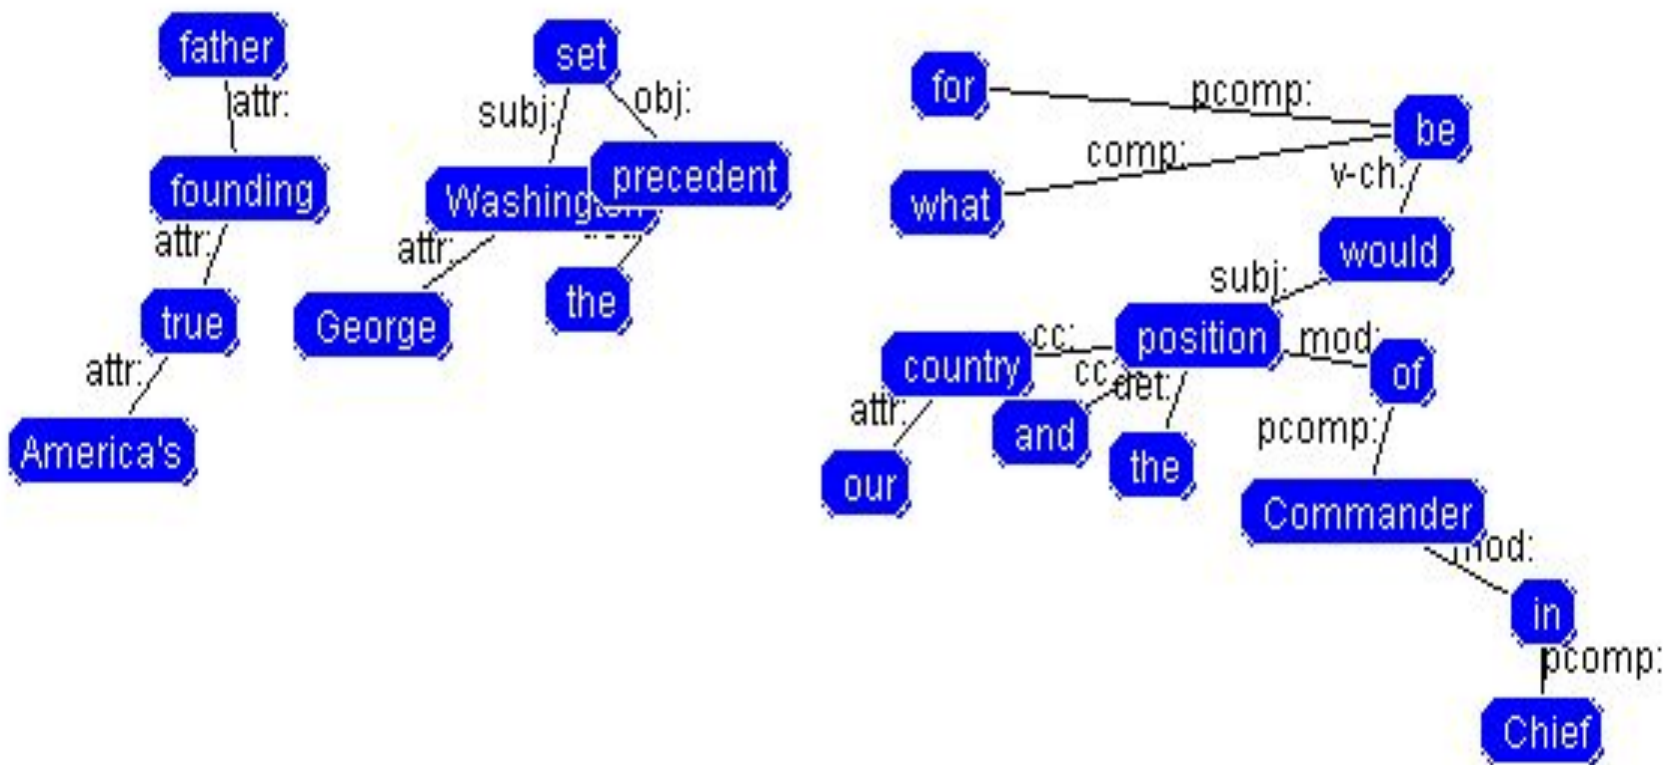 father
set
for
pcomp:
be
attr:
subj:
obj:
comp:
v-ch:
founding
Washington
precedent
what
would
attr:
attr:
subj:
true
George
the
country
cc:
position
mod:
of
attr:
attr:
cc:
det:
pcomp:
America's
our
and
the
Commander
mod:
in
pcomp:
Chief